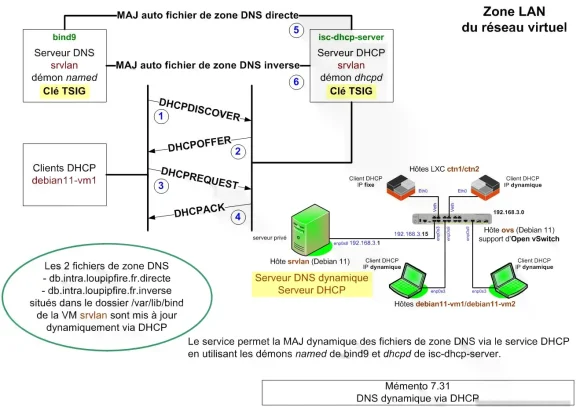 MAJ auto fichier de zone DNS directe
Zone LAN
du réseau virtuel
bind9
Serveur DNS
srvlan
démon named
Clé TSIG
5
isc-dhcp-server
Serveur DHCP
srvlan
démon dhcpd
Clé TSIG
MAJ auto fichier de zone DNS inverse
6
DHCPDISCOVER
1
DHCPOFFER
2
DHCPREQUEST
3
DHCPACK
4
Clients DHCP
debian11-vm1
Hôtes LXC ctn1/ctn2
Client DHCP
IP fixe
Client DHCP
IP dynamique
Eth0
Eth0
192.168.3.0
serveur privé
enp0s8 192.168.3.1
192.168.3.15
enp0s3
enp0s8
enp0s9
Hôte ovs (Debian 11)
support d'Open vSwitch
Hôte srvlan (Debian 11)
Serveur DNS dynamique
Serveur DHCP
Client DHCP
IP dynamique
Client DHCP
IP dynamique
enp0s3
enp0s3
Hôtes debian11-vm1/debian11-vm2
Les 2 fichiers de zone DNS
- db.intra.loupipfire.fr.directe
- db.intra.loupipfire.fr.inverse
situés dans le dossier /var/lib/bind
de la VM srvlan sont mis à jour
dynamiquement via DHCP
Le service permet la MAJ dynamique des fichiers de zone DNS via le service DHCP
en utilisant les démons named de bind9 et dhcpd de isc-dhcp-server.
Mémento 7.31
DNS dynamique via DHCP